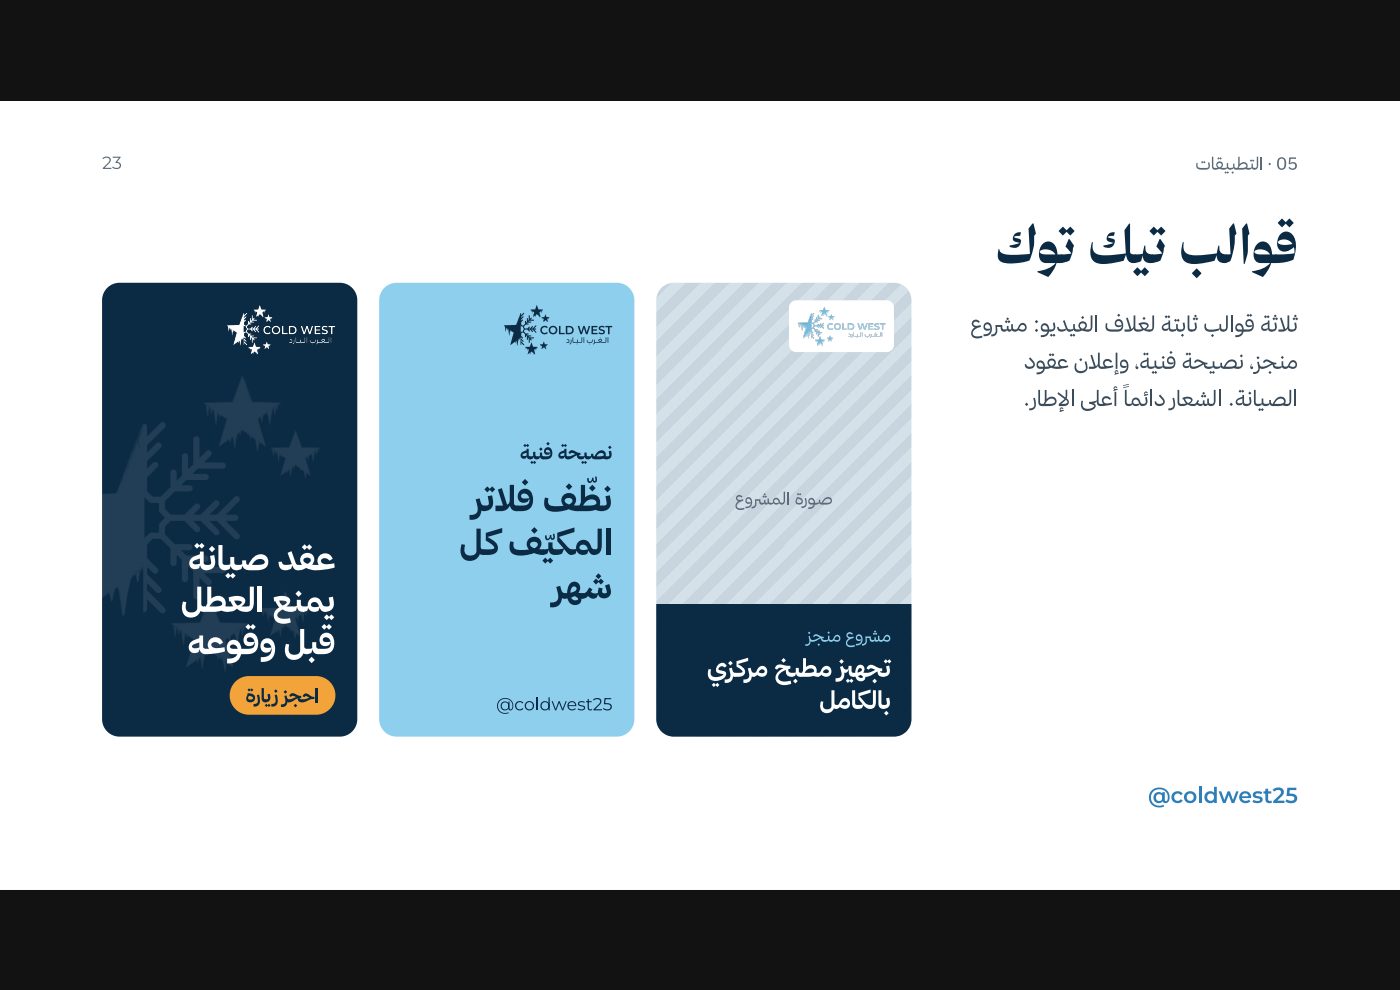 05 · التطبيقات
23
قوالب تيك توك
ثلاثة قوالب ثابتة لغلاف الفيديو: مشروع
منجز، نصيحة فنية، وإعلان عقود
الصيانة. الشعار دائماً أعلى الإطار.
COLD WEST
الغرب البارد
صورة المشروع
مشروع منجز
تجهيز مطبخ مركزي
بالكامل
COLD WEST
الغرب البارد
نصيحة فنية
نظّف فلاتر
المكيّف كل
شهر
@coldwest25
COLD WEST
الغرب البارد
عقد صيانة
يمنع العطل
قبل وقوعه
احجز زيارة
@coldwest25